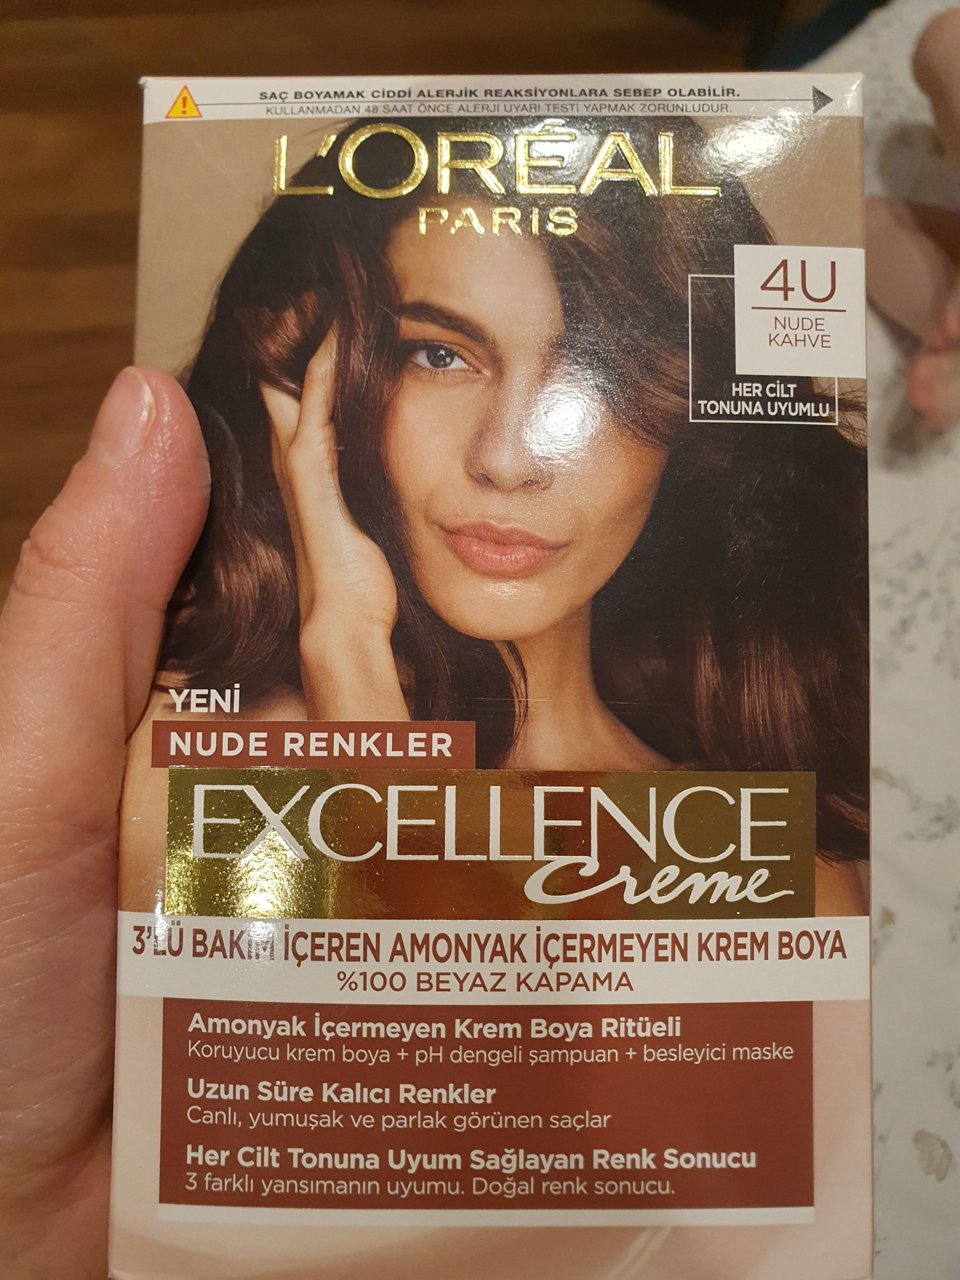 SAÇ BOYAMAK CİDDİ ALERJİK REAKSİYONLARA SEBEP OLABİLİR.
KULLANMADAN 48 SAAT ÖNCE ALERJİ UYARI TESTİ YAPMAK ZORUNLUDUR.
L'ORÉAL
PARIS
4U
NUDE
KAHVE
HER CİLT
TONUNA UYUMLU
YENİ
NUDE RENKLER
EXCELLENCE
Creme
3'LÜ BAKIM İÇEREN AMONYAK İÇERMEYEN KREM BOYA
%100 BEYAZ KAPAMA
Amonyak İçermeyen Krem Boya Ritüeli
Koruyucu krem boya + pH dengeli şampuan + besleyici maske
Uzun Süre Kalıcı Renkler
Canlı, yumuşak ve parlak görünen saçlar
Her Cilt Tonuna Uyum Sağlayan Renk Sonucu
3 farklı yansımanın uyumu. Doğal renk sonucu.